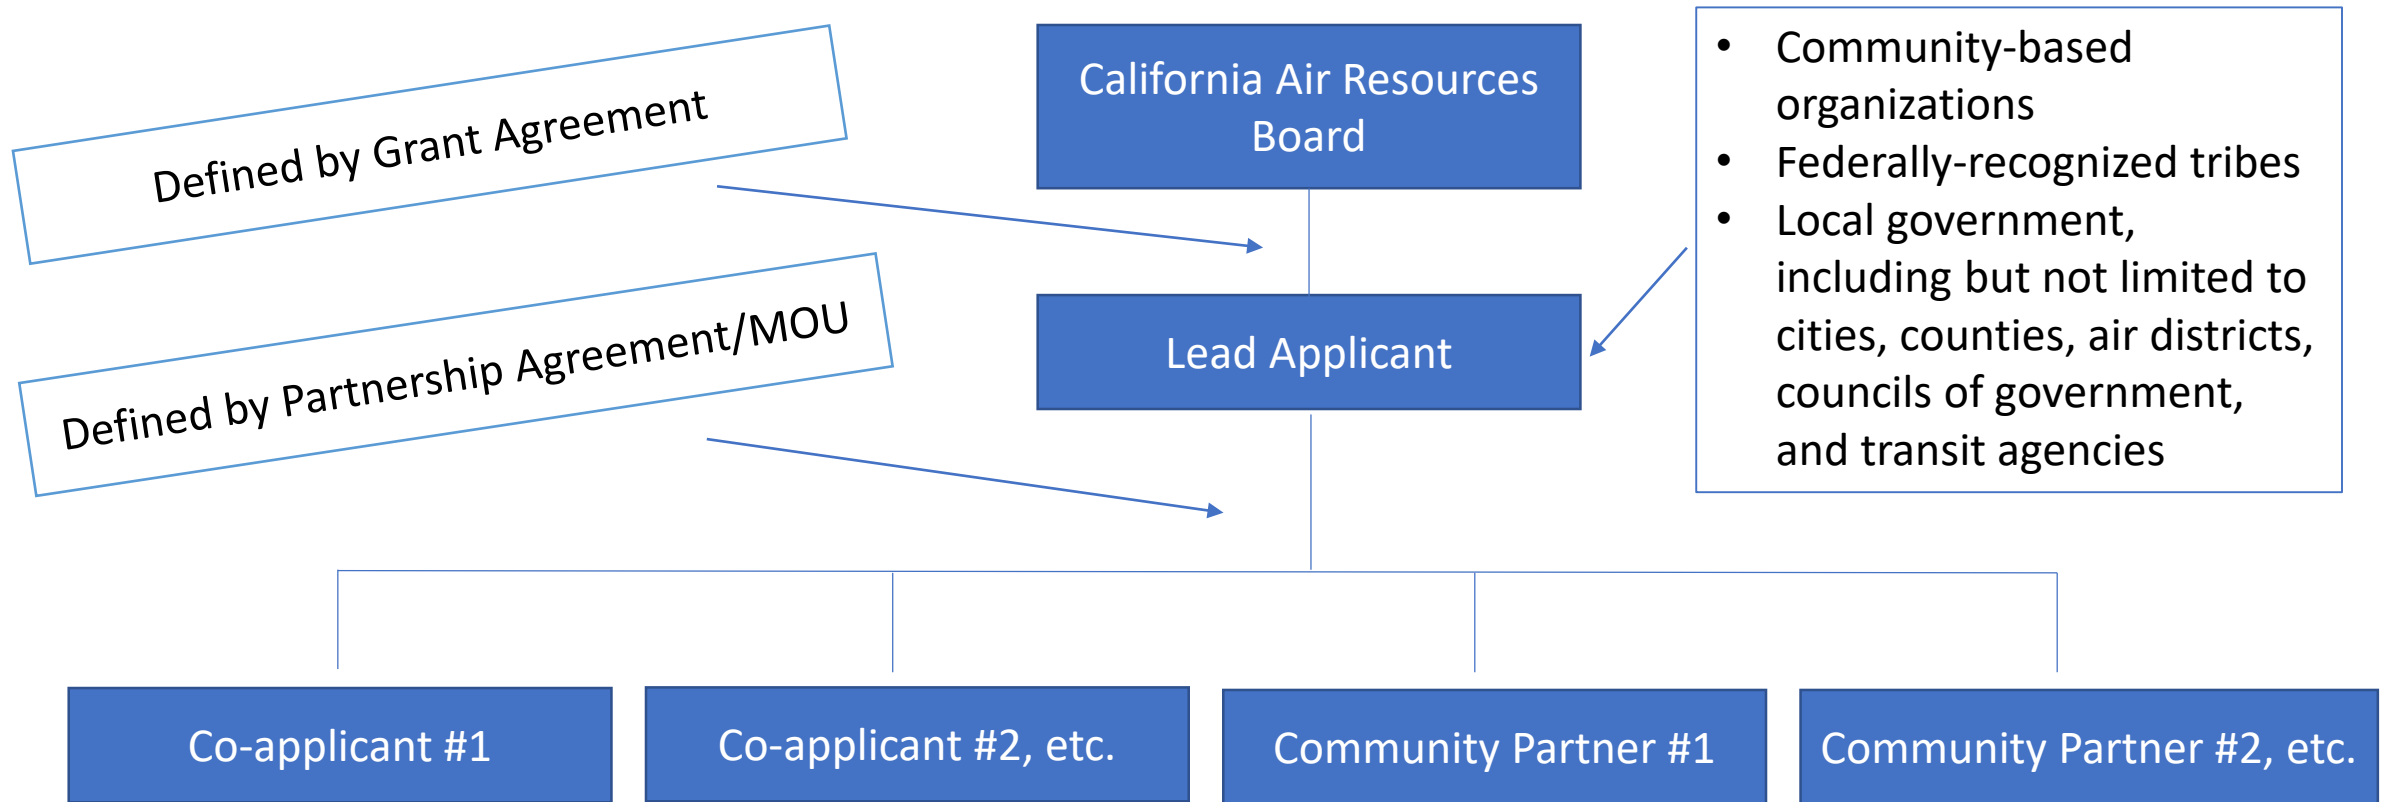 Defined by Grant Agreement
California Air Resources
Board
• Community-based
organizations
• Federally-recognized tribes
• Local government,
including but not limited to
cities, counties, air districts,
councils of government,
and transit agencies
Defined by Partnership Agreement/MOU
Lead Applicant
Co-applicant #1
Co-applicant #2, etc.
Community Partner #1
Community Partner #2, etc.